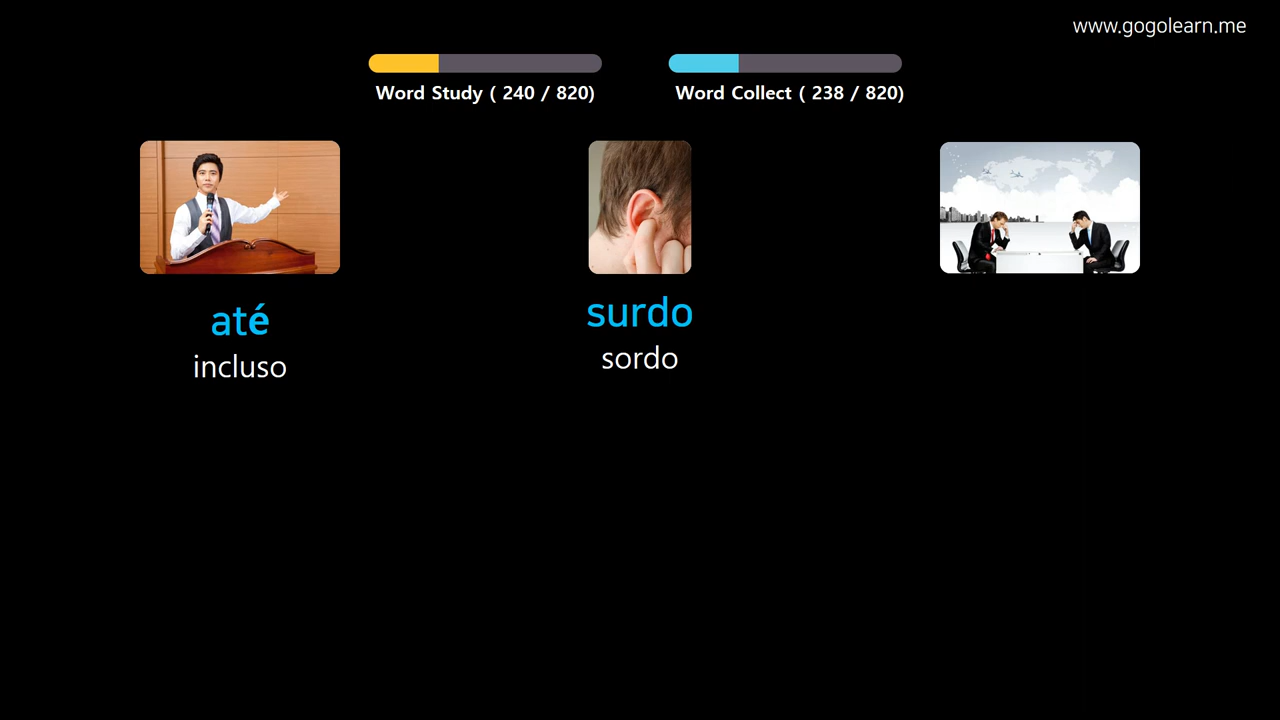 www.gogolearn.me
Word Study ( 240 / 820)
Word Collect ( 238 / 820)
até
incluso
surdo
sordo